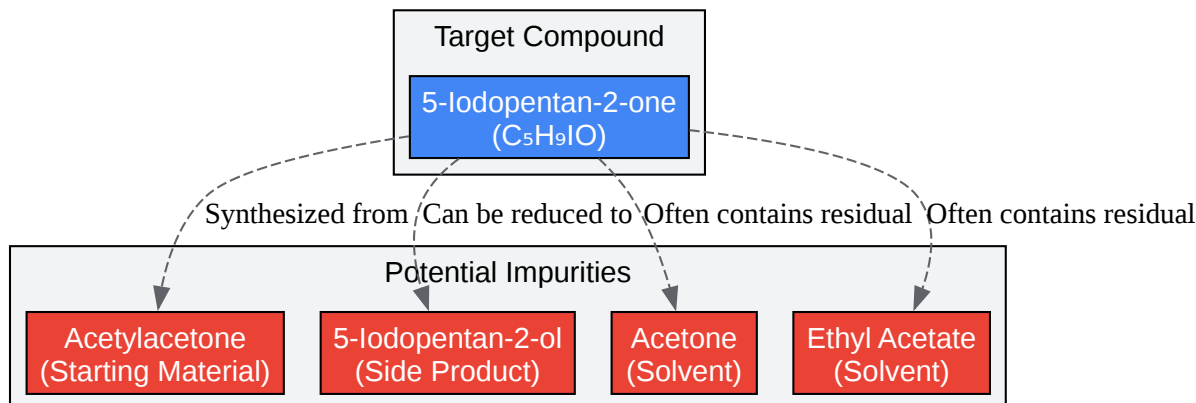 Target Compound
5-Iodopentan-2-one
(C₅H₉IO)
Synthesized from
Can be reduced to
Often contains residual
Often contains residual
Potential Impurities
Acetylacetone
(Starting Material)
5-Iodopentan-2-ol
(Side Product)
Acetone
(Solvent)
Ethyl Acetate
(Solvent)